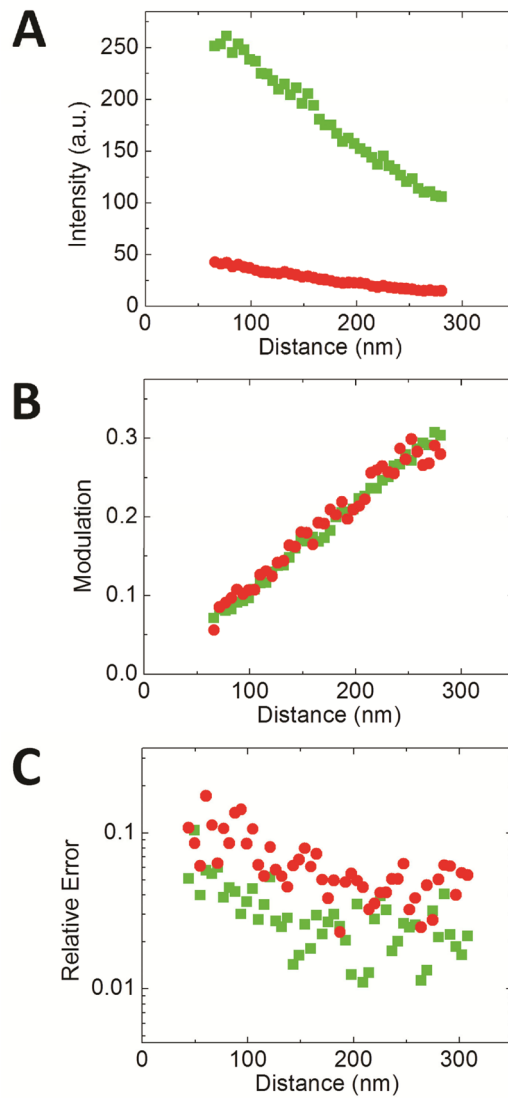 A
250
200
150
100
50
0
Intensity (a.u.)
0 100 200 300
Distance (nm)
B
0.3
0.2
0.1
0.0
Modulation
0 100 200 300
Distance (nm)
C
0.1
0.01
Relative Error
0 100 200 300
Distance (nm)